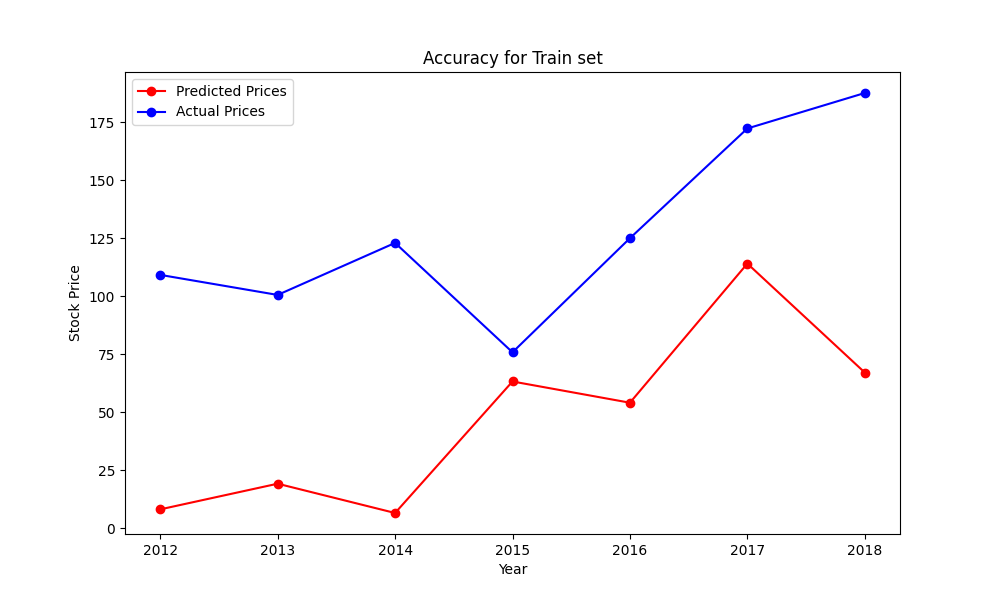 Accuracy for Train set
Predicted Prices
Actual Prices
175
150
125
100
75
50
25
0
Stock Price
2012 2013 2014 2015 2016 2017 2018
Year